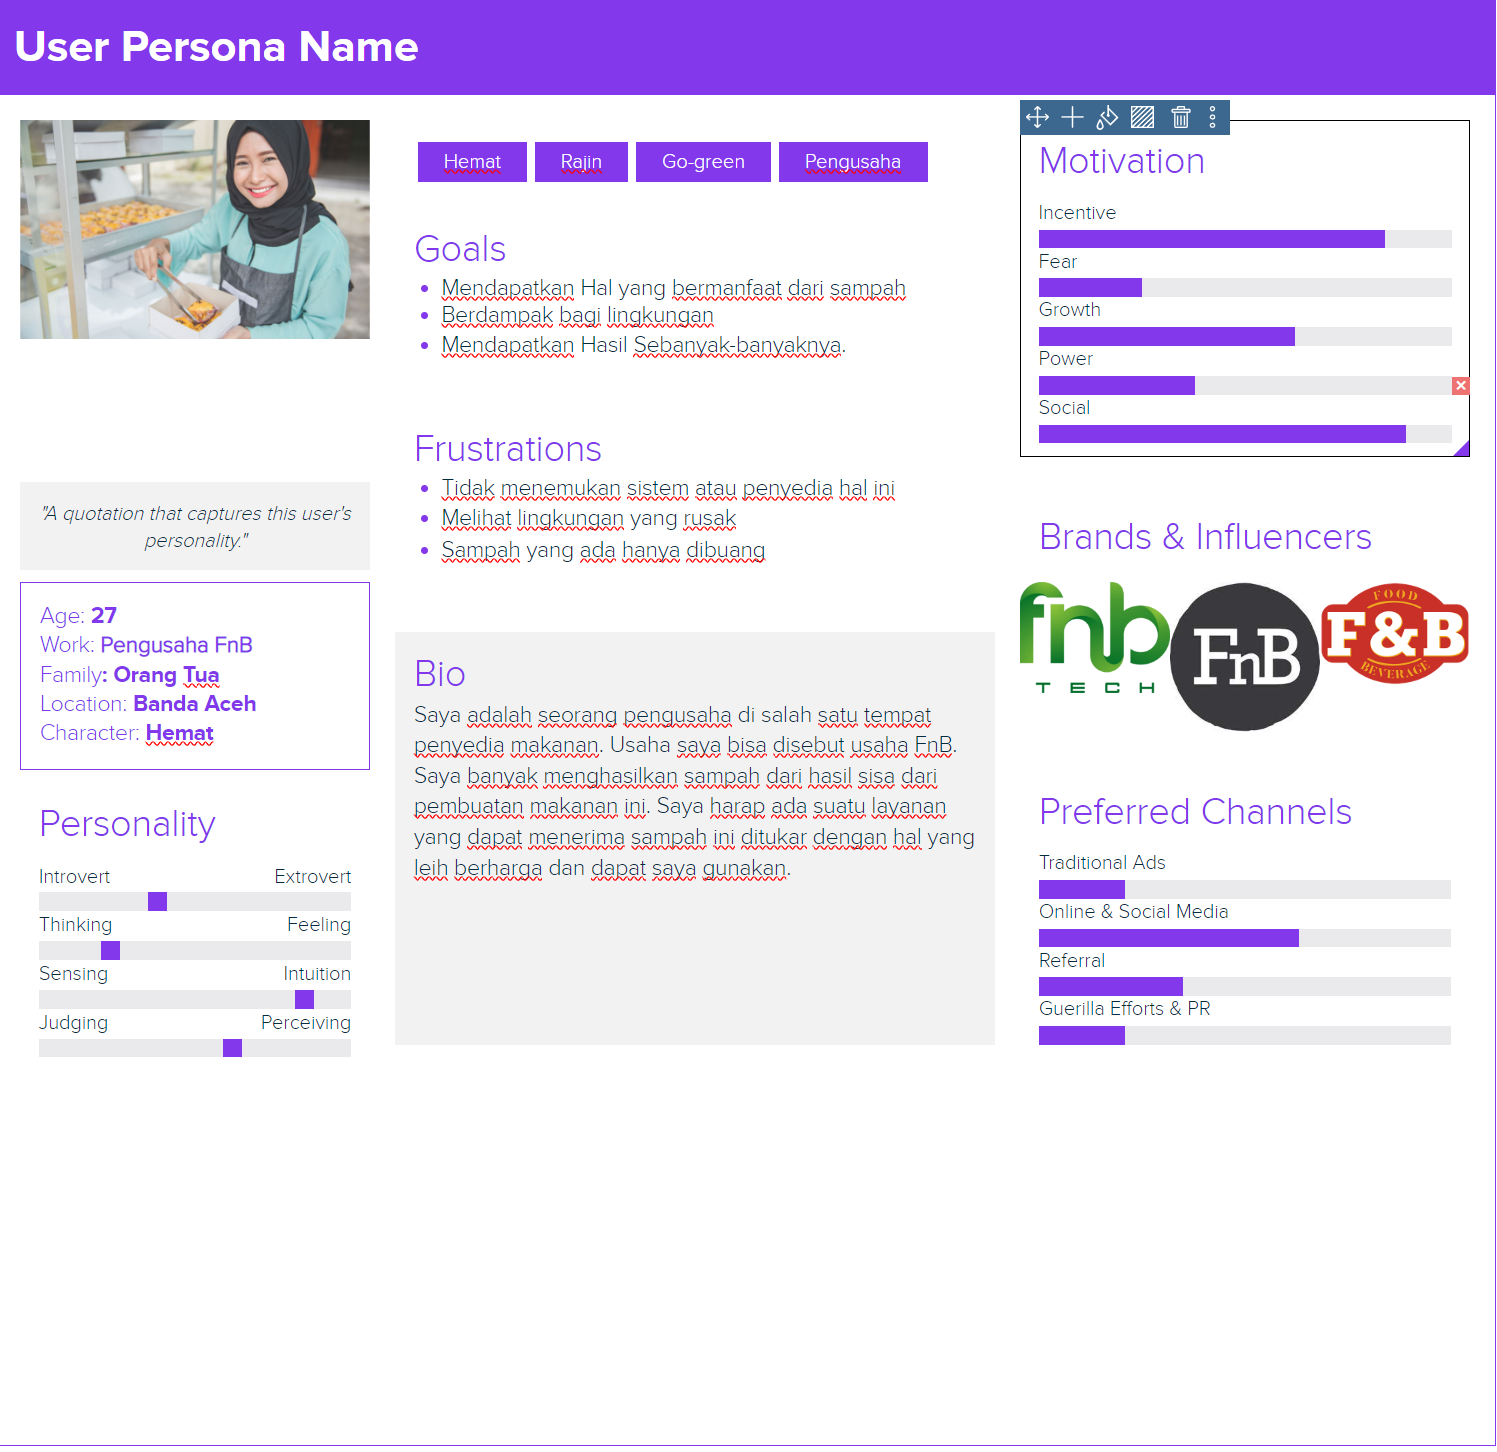 User Persona Name
Hemat
Rajin
Go-green
Pengusaha
Goals
Mendapatkan Hal yang bermanfaat dari sampah
Berdampak bagi lingkungan
Mendapatkan Hasil Sebanyak-banyaknya.
Frustrations
Tidak menemukan sistem atau penyedia hal ini
Melihat lingkungan yang rusak
Sampah yang ada hanya dibuang
"A quotation that captures this user's
personality."
Age: 27
Work: Pengusaha FnB
Family: Orang Tua
Location: Banda Aceh
Character: Hemat
Personality
Introvert Extrovert
Thinking Feeling
Sensing Intuition
Judging Perceiving
Bio
Saya adalah seorang pengusaha di salah satu tempat
penyedia makanan. Usaha saya bisa disebut usaha FnB.
Saya banyak menghasilkan sampah dari hasil sisa dari
pembuatan makanan ini. Saya harap ada suatu layanan
yang dapat menerima sampah ini ditukar dengan hal yang
leih berharga dan dapat saya gunakan.
Motivation
Incentive
Fear
Growth
Power
Social
Brands & Influencers
fnb
TECH
FnB
FOOD
F&B
BEVERAGE
Preferred Channels
Traditional Ads
Online & Social Media
Referral
Guerilla Efforts & PR